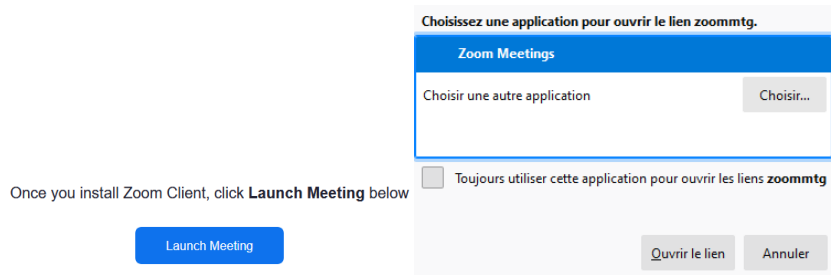 Once you install Zoom Client, click Launch Meeting below
Launch Meeting
Choisissez une application pour ouvrir le lien zoommtg.
Zoom Meetings
Choisir une autre application
Choisir...
Toujours utiliser cette application pour ouvrir les liens zoommtg
Ouvrir le lien
Annuler